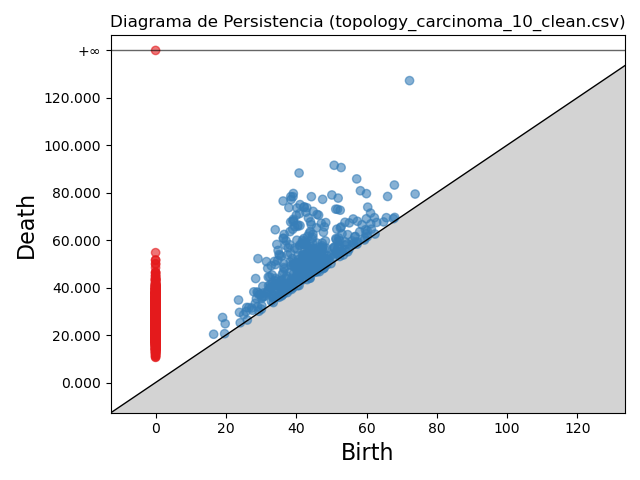 Diagrama de Persistencia (topology_carcinoma_10_clean.csv)
+∞
120.000
100.000
80.000
60.000
40.000
20.000
0.000
Death
0 20 40 60 80 100 120
Birth